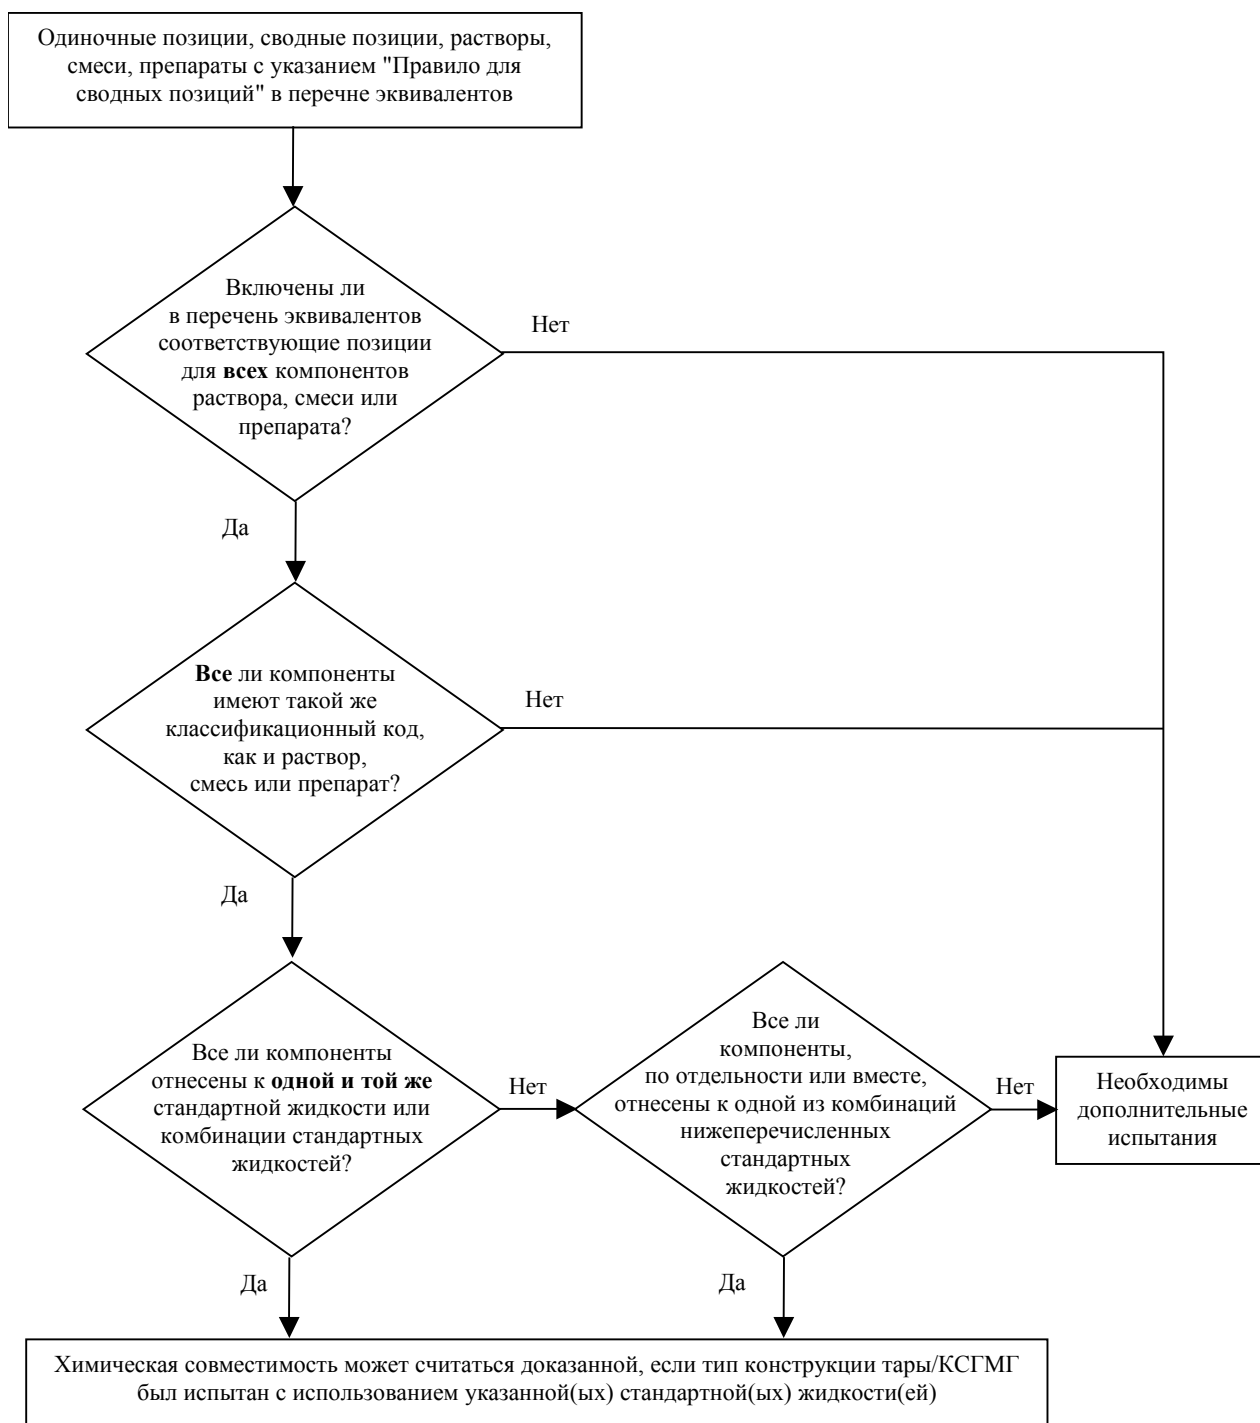 Одиночные позиции, сводные позиции, растворы,
смеси, препараты с указанием "Правило для
сводных позиций" в перечне эквивалентов
Включены ли
в перечень эквивалентов
соответствующие позиции
для всех компонентов
раствора, смеси или
препарата?
Нет
Да
Все ли компоненты
имеют такой же
классификационный код,
как и раствор,
смесь или препарат?
Нет
Да
Все ли компоненты
отнесены к одной и той же
стандартной жидкости или
комбинации стандартных
жидкостей?
Нет
Все ли
компоненты,
по отдельности или вместе,
отнесены к одной из комбинаций
нижеперечисленных
стандартных
жидкостей?
Нет
Необходимы
дополнительные
испытания
Да
Да
Химическая совместимость может считаться доказанной, если тип конструкции тары/КСГМГ
был испытан с использованием указанной(ых) стандартной(ых) жидкости(ей)